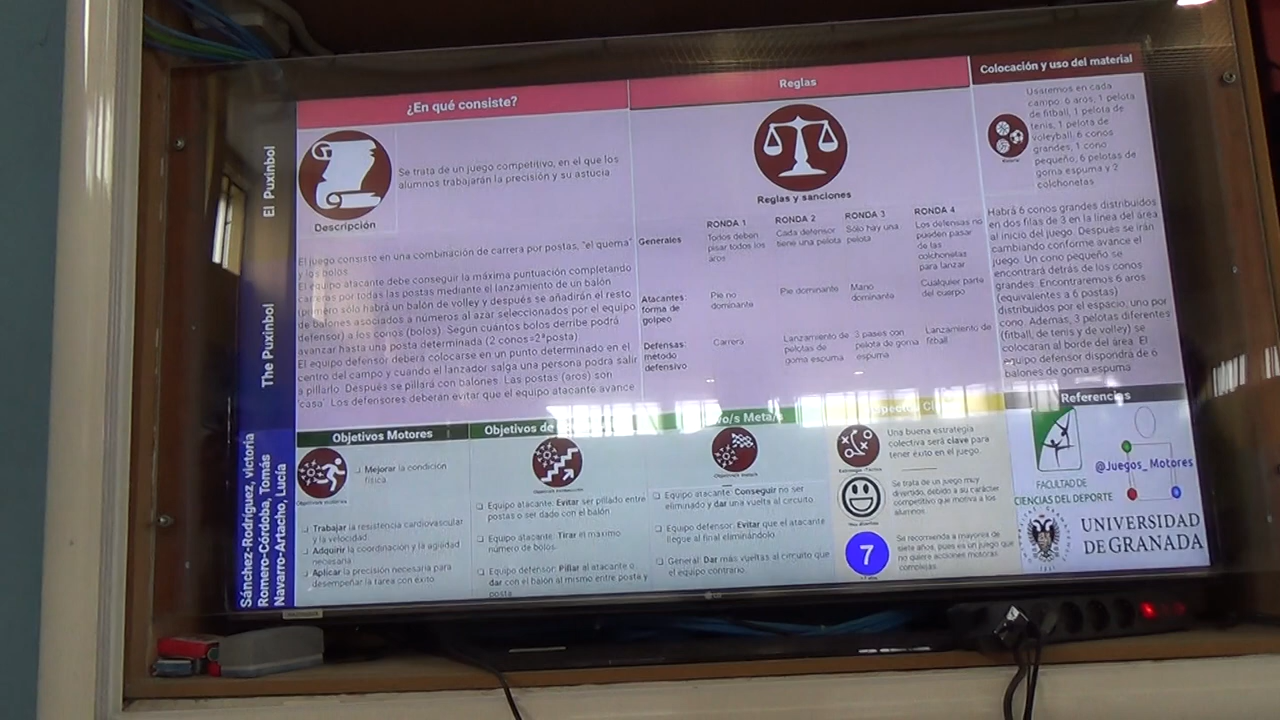 El Puxinbol
The Puxinbol
Sánchez-Rodríguez, victoria
Romero-Córdoba, Tomás
Navarro-Artacho, Lucía
¿En qué consiste?
Descripción
Se trata de un juego competitivo, en el que los
alumnos trabajarán la precisión y su astucia.
El juego consiste en una combinación de carrera por postas, "el quema"
y los bolos.
El equipo atacante debe conseguir la máxima puntuación completando
carreras por todas las postas mediante el lanzamiento de un balón
(primero sólo habrá un balón de volley y después se añadirán el resto
de balones asociados a números al azar seleccionados por el equipo
defensor) a los conos (bolos). Según cuántos bolos derribe podrá
avanzar hasta una posta determinada (2 conos=2ªposta)
El equipo defensor deberá colocarse en un punto determinado en el
centro del campo y cuando el lanzador salga una persona podrá salir
a pillarlo. Después se pillará con balones. Las postas (aros) son
"casa". Los defensores deberán evitar que el equipo atacante avance
Reglas
Reglas y sanciones
RONDA 1
RONDA 2
RONDA 3
RONDA 4
Generales
Todos deben
pisar todos los
aros
Cada defensor
tiene una pelota
Sólo hay una
pelota
Los defensas no
pueden pasar
de las
colchonetas
para lanzar
Atacantes:
forma de
golpeo
Pie no
dominante
Pie dominante
Mano
dominante
Cualquier parte
del cuerpo
Defensas:
método
defensivo
Carrera
Lanzamiento de
pelotas de
goma espuma
3 pases con
pelota de goma
espuma
Lanzamiento de
fitball
Colocación y uso del material
Usaremos en cada
campo: 6 aros, 1 pelota
de fitball, 1 pelota de
tenis, 1 pelota de
volleyball, 6 conos
grandes, 1 cono
pequeño, 6 pelotas de
goma espuma y 2
colchonetas
Habrá 6 conos grandes distribuidos
en dos filas de 3 en la línea del área
al inicio del juego. Después se irán
cambiando conforme avance el
juego. Un cono pequeño se
encontrará detrás de los conos
grandes. Encontraremos 6 aros
(equivalentes a 6 postas)
distribuidos por el espacio, uno por
cono. Además, 3 pelotas diferentes
(fitball, de tenis y de volley) se
colocarán al borde del área. El
equipo defensor dispondrá de 6
balones de goma espuma
Objetivos Motores
❏ Mejorar la condición
física.
❏ Trabajar la resistencia cardiovascular
y la velocidad.
❏ Adquirir la coordinación y la agilidad
necesaria
❏ Aplicar la precisión necesaria para
desempeñar la tarea con éxito
Objetivos de
❏ Equipo atacante: Evitar ser pillado entre
postas o ser dado con el balón
❏ Equipo atacante: Tirar el máximo
número de bolos.
❏ Equipo defensor: Pillar al atacante o
dar con el balón al mismo entre posta y
posta
vo/s Meta/s
❏ Equipo atacante: Conseguir no ser
eliminado y dar una vuelta al circuito.
❏ Equipo defensor: Evitar que el atacante
llegue al final eliminándolo.
❏ General: Dar más vueltas al circuito que
el equipo contrario.
Una buena estrategia
colectiva será clave para
tener éxito en el juego.
Se trata de un juego muy
divertido, debido a su carácter
competitivo que motiva a los
alumnos.
7
Se recomienda a mayores de
siete años, pues es un juego que
no quiere acciones motoras
complejas.
Referencias
@Juegos_Motores
FACULTAD DE
CIENCIAS DEL DEPORTE
UNIVERSIDAD
DE GRANADA
LG